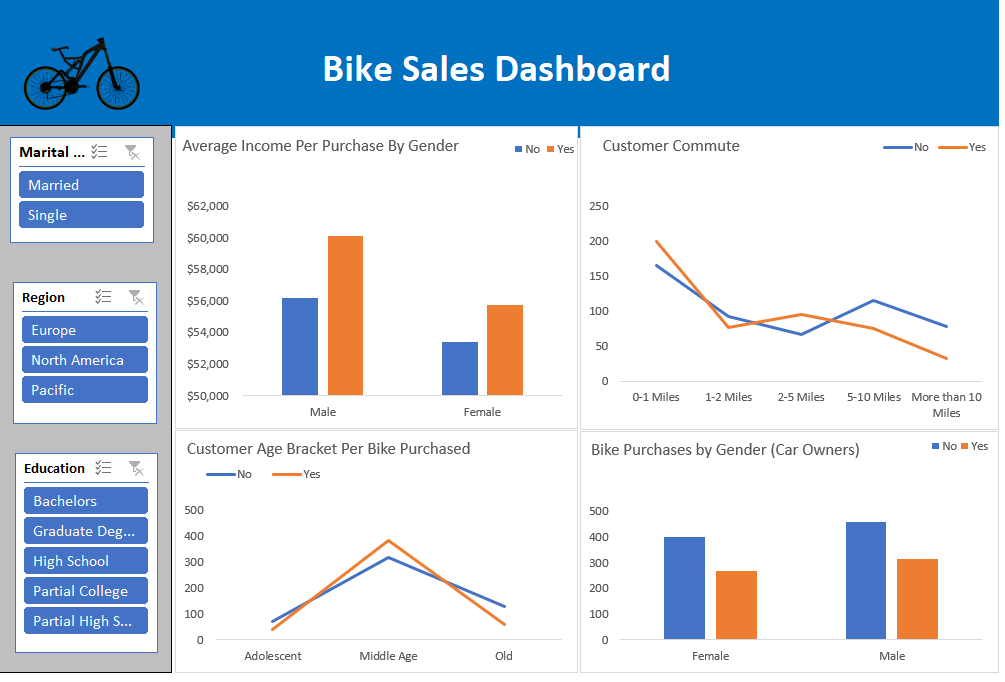 Bike Sales Dashboard
Marital ...
Married
Single
Region
Europe
North America
Pacific
Education
Bachelors
Graduate Deg...
High School
Partial College
Partial High S...
Average Income Per Purchase By Gender
No Yes
$62,000
$60,000
$58,000
$56,000
$54,000
$52,000
$50,000
Male Female
Customer Commute
No Yes
250
200
150
100
50
0
0-1 Miles 1-2 Miles 2-5 Miles 5-10 Miles More than 10
Miles
Customer Age Bracket Per Bike Purchased
No Yes
500
400
300
200
100
0
Adolescent Middle Age Old
Bike Purchases by Gender (Car Owners)
No Yes
500
400
300
200
100
0
Female Male